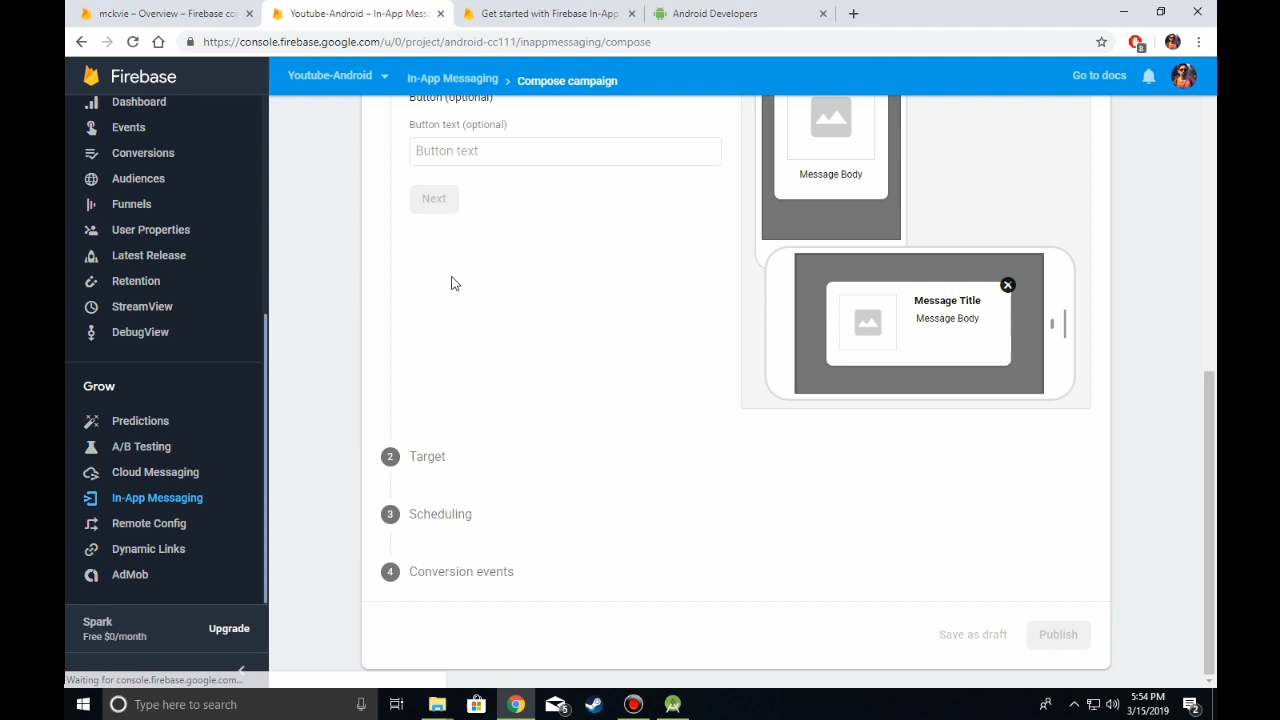 mckvie – Overview – Firebase co
Youtube-Android – In-App Mess
Get started with Firebase In-App
Android Developers
https://console.firebase.google.com/u/0/project/android-cc111/inappmessaging/compose
8
Firebase
Youtube-Android
In-App Messaging > Compose campaign
Go to docs
Dashboard
Events
Conversions
Audiences
Funnels
User Properties
Latest Release
Retention
StreamView
DebugView
Grow
Predictions
A/B Testing
Cloud Messaging
In-App Messaging
Remote Config
Dynamic Links
AdMob
Spark
Free $0/month
Upgrade
Button (optional)
Button text (optional)
Button text
Next
Message Body
Message Title
Message Body
2 Target
3 Scheduling
4 Conversion events
Save as draft
Publish
Waiting for console.firebase.google.com...
Type here to search
5
5:54 PM
3/15/2019
2